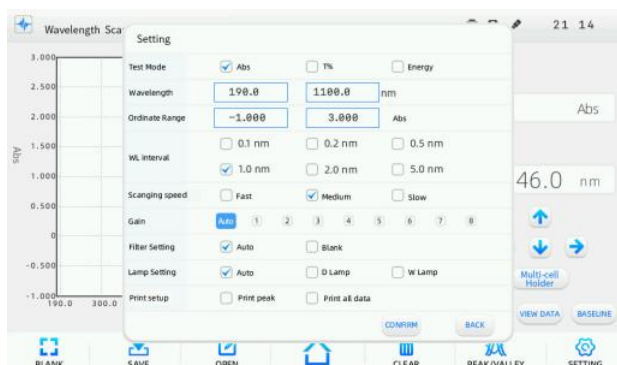 Wavelength Sca
21 14
Setting
Test Mode Abs T% Energy
Wavelength 190.0 1100.0 nm
Ordinate Range -1.000 3.000 Abs
WL interval 0.1 nm 0.2 nm 0.5 nm
1.0 nm 2.0 nm 5.0 nm
Scanging speed Fast Medium Slow
Gain Auto 1 2 3 4 5 6 7 8
Filter Setting Auto Blank
Lamp Setting Auto D Lamp W Lamp
Print setup Print peak Print all data
CONFIRM BACK
3.000
2.500
2.000
1.500
1.000
0.500
0
-0.500
-1.000
Abs
190.0 300.0
Abs
46.0 nm
Multi-cell
Holder
VIEW DATA BASELINE
BLANK SAVE OPEN CLEAR PEAK/VALLEY SETTING